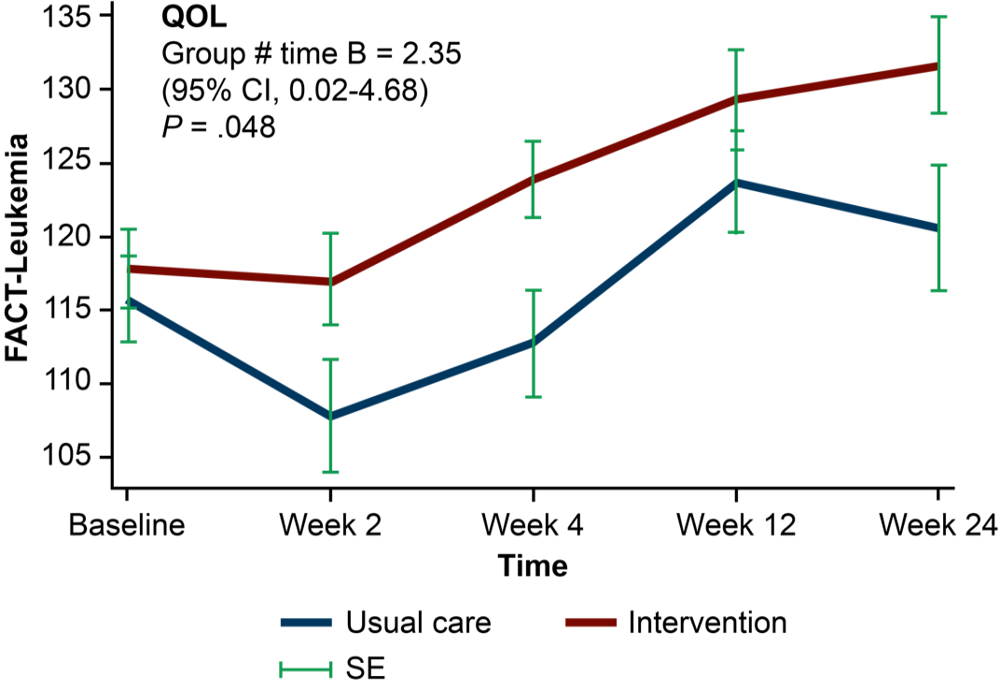 QOL
Group # time B = 2.35
(95% CI, 0.02-4.68)
P = .048
FACT-Leukemia
135
130
125
120
115
110
105
Baseline
Week 2
Week 4
Week 12
Week 24
Time
Usual care
Intervention
SE